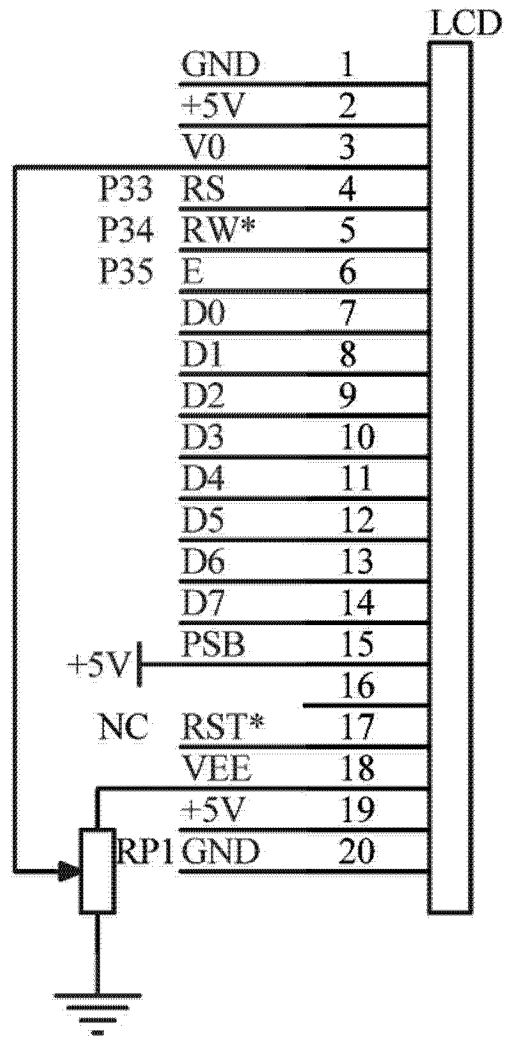 LCD
GND 1
+5V 2
V0 3
P33 RS 4
P34 RW* 5
P35 E 6
D0 7
D1 8
D2 9
D3 10
D4 11
D5 12
D6 13
D7 14
+5V PSB 15
16
NC RST* 17
VEE 18
+5V 19
RP1 GND 20